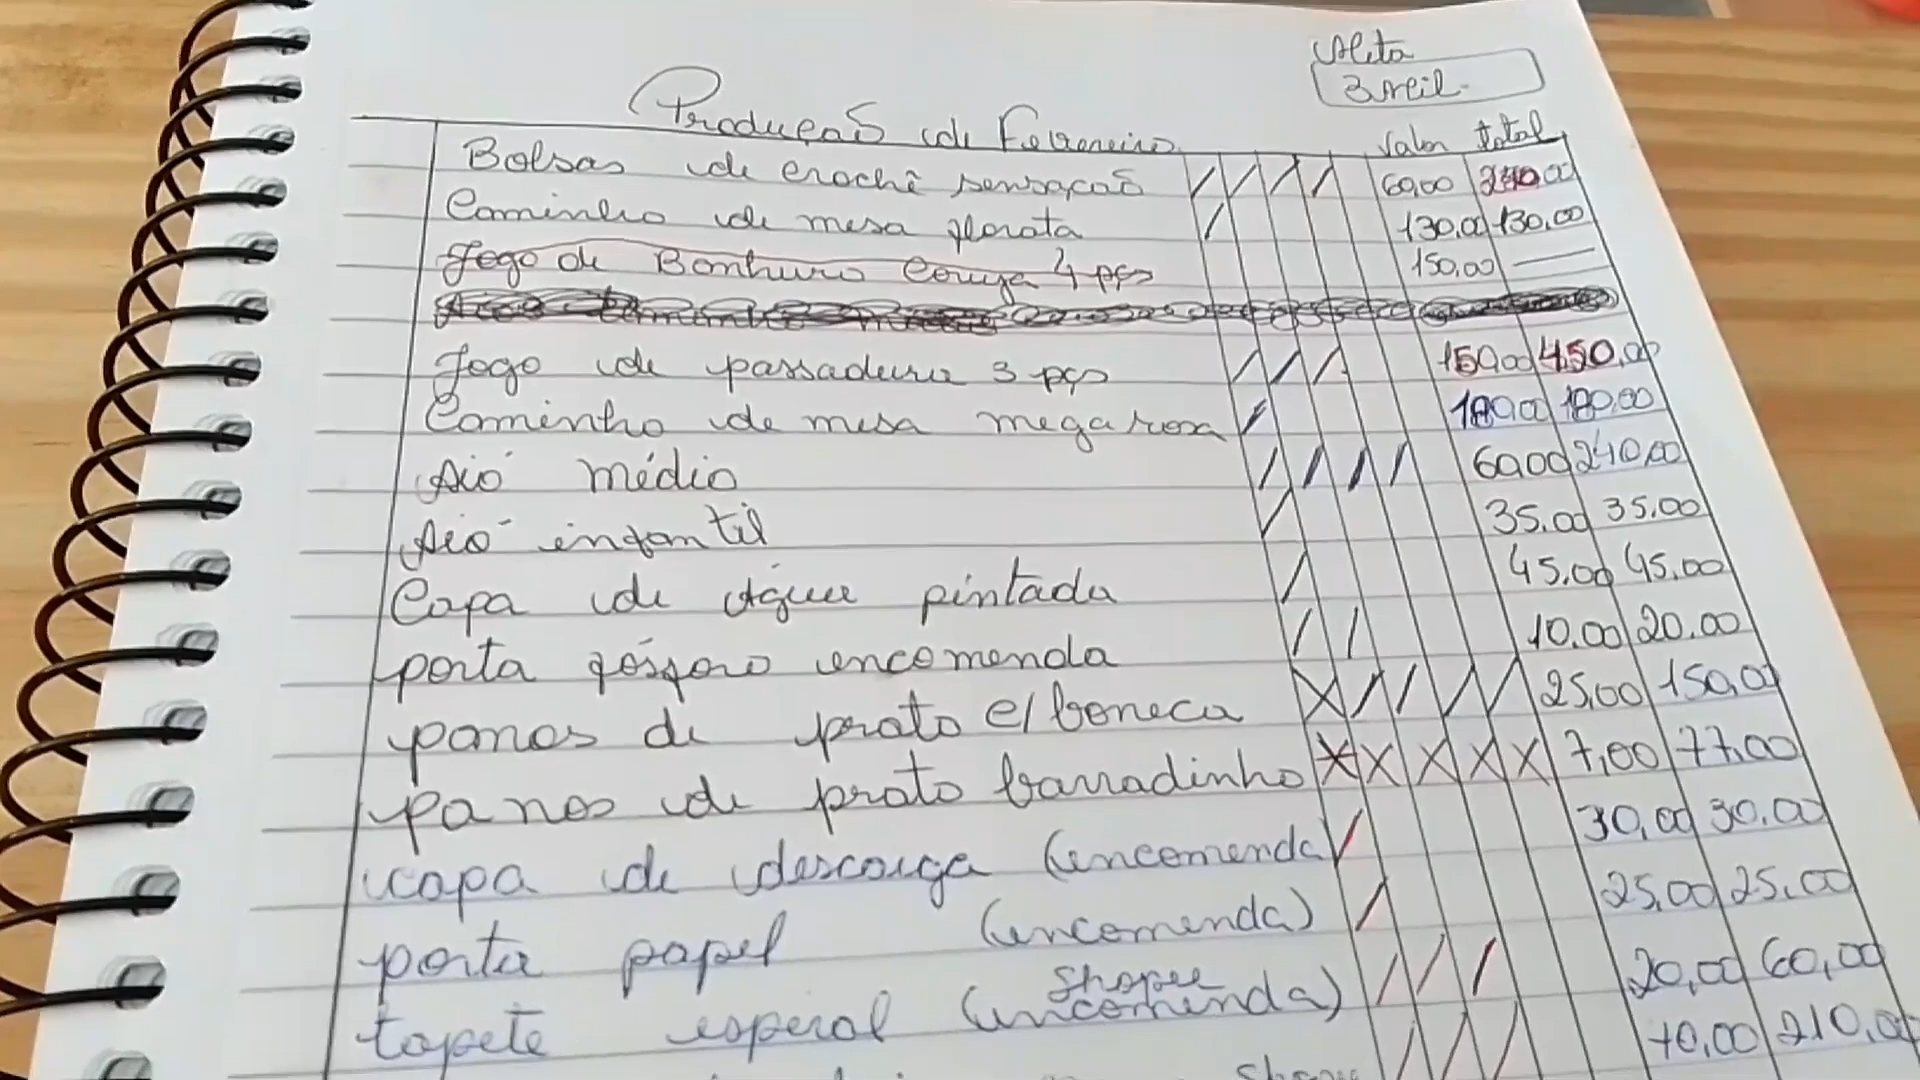 Meta
3 mil
Produção de Fevereiro
Valor total
Bolsas de crochê sensação 60,00 240,00
Caminho de mesa florata 130,00 130,00
Jogo de Banheiro Coruja 4 pçs 150,00
Jogo de passadeira 3 pçs 150,00 450,00
Caminho de mesa mega rosa 180,00 180,00
Aió médio 60,00 240,00
Aió infantil 35,00 35,00
Capa de água pintada 45,00 45,00
porta fósforo encomenda 10,00 20,00
panos de prato c/ boneca 25,00 150,00
panos de prato barradinho 7,00 77,00
capa de descarga (encomenda 30,00 30,00
porta papel (encomenda) 25,00 25,00
Shopee
tapete esperal (encomenda) 20,00 60,00
Shopee 70,00 210,00